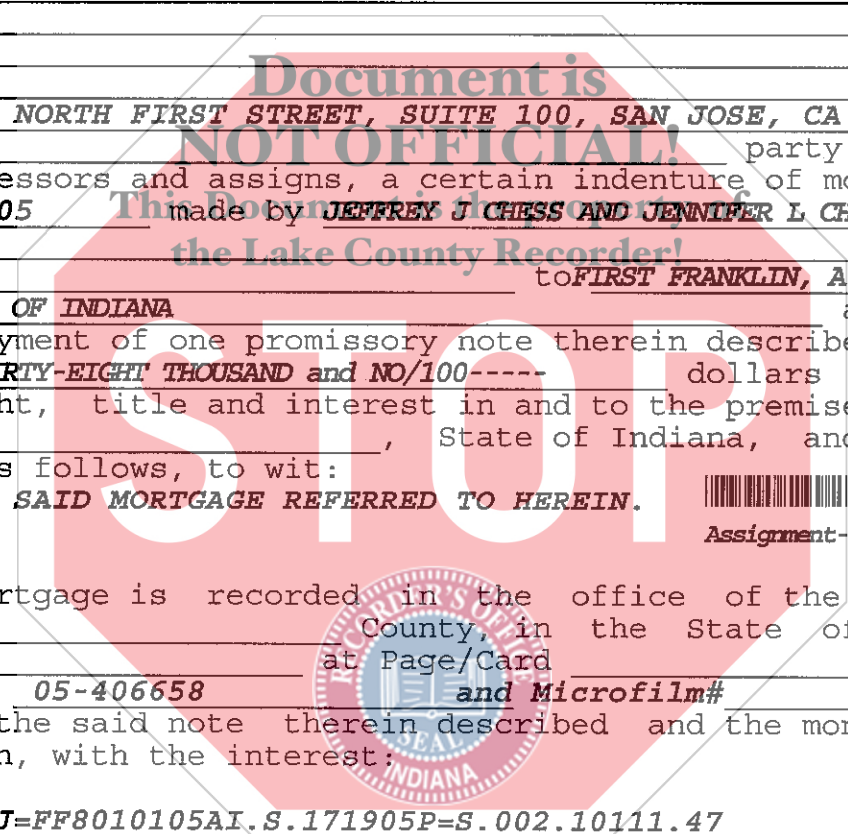 Document is
NORTH FIRST STREET, SUITE 100, SAN JOSE, CA
NOT OFFICIAL!
party
essors and assigns, a certain indenture of mo
This Document is the property of
05 made by JEFFREY J CHESS AND JENNIFER L CH
the Lake County Recorder!
to FIRST FRANKLIN, A
OF INDIANA
yment of one promissory note therein describe
RTY-EIGHT THOUSAND and NO/100----- dollars
ht, title and interest in and to the premise
, State of Indiana, and
s follows, to wit:
SAID MORTGAGE REFERRED TO HEREIN.
STOP
Assignment-
rtgage is recorded in the office of the
County, in the State of
at Page/Card
05-406658 and Microfilm#
the said note therein described and the mor
n, with the interest:
RECORDER'S OFFICE
SEAL
INDIANA
J=FF8010105AI.S.171905P=S.002.10111.47